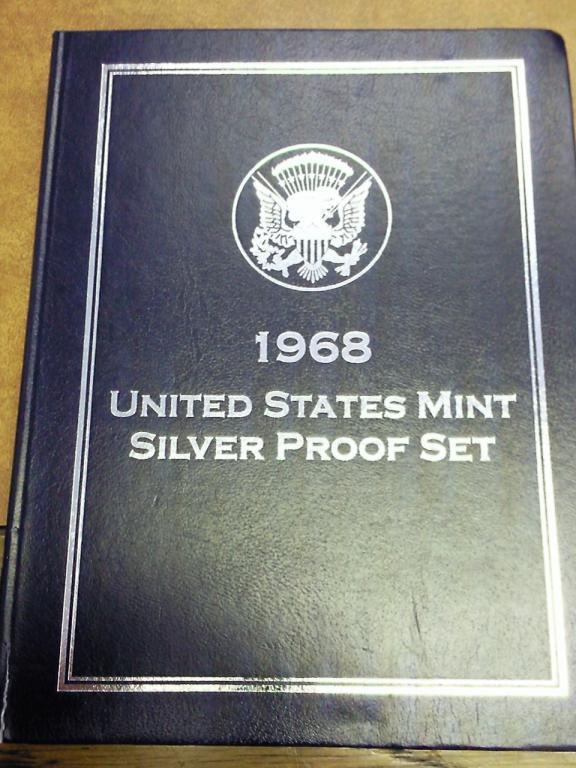 1968
UNITED STATES MINT
SILVER PROOF SET